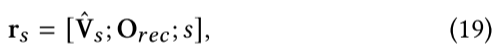 r_s = [V̂_s; O_rec; s], (19)